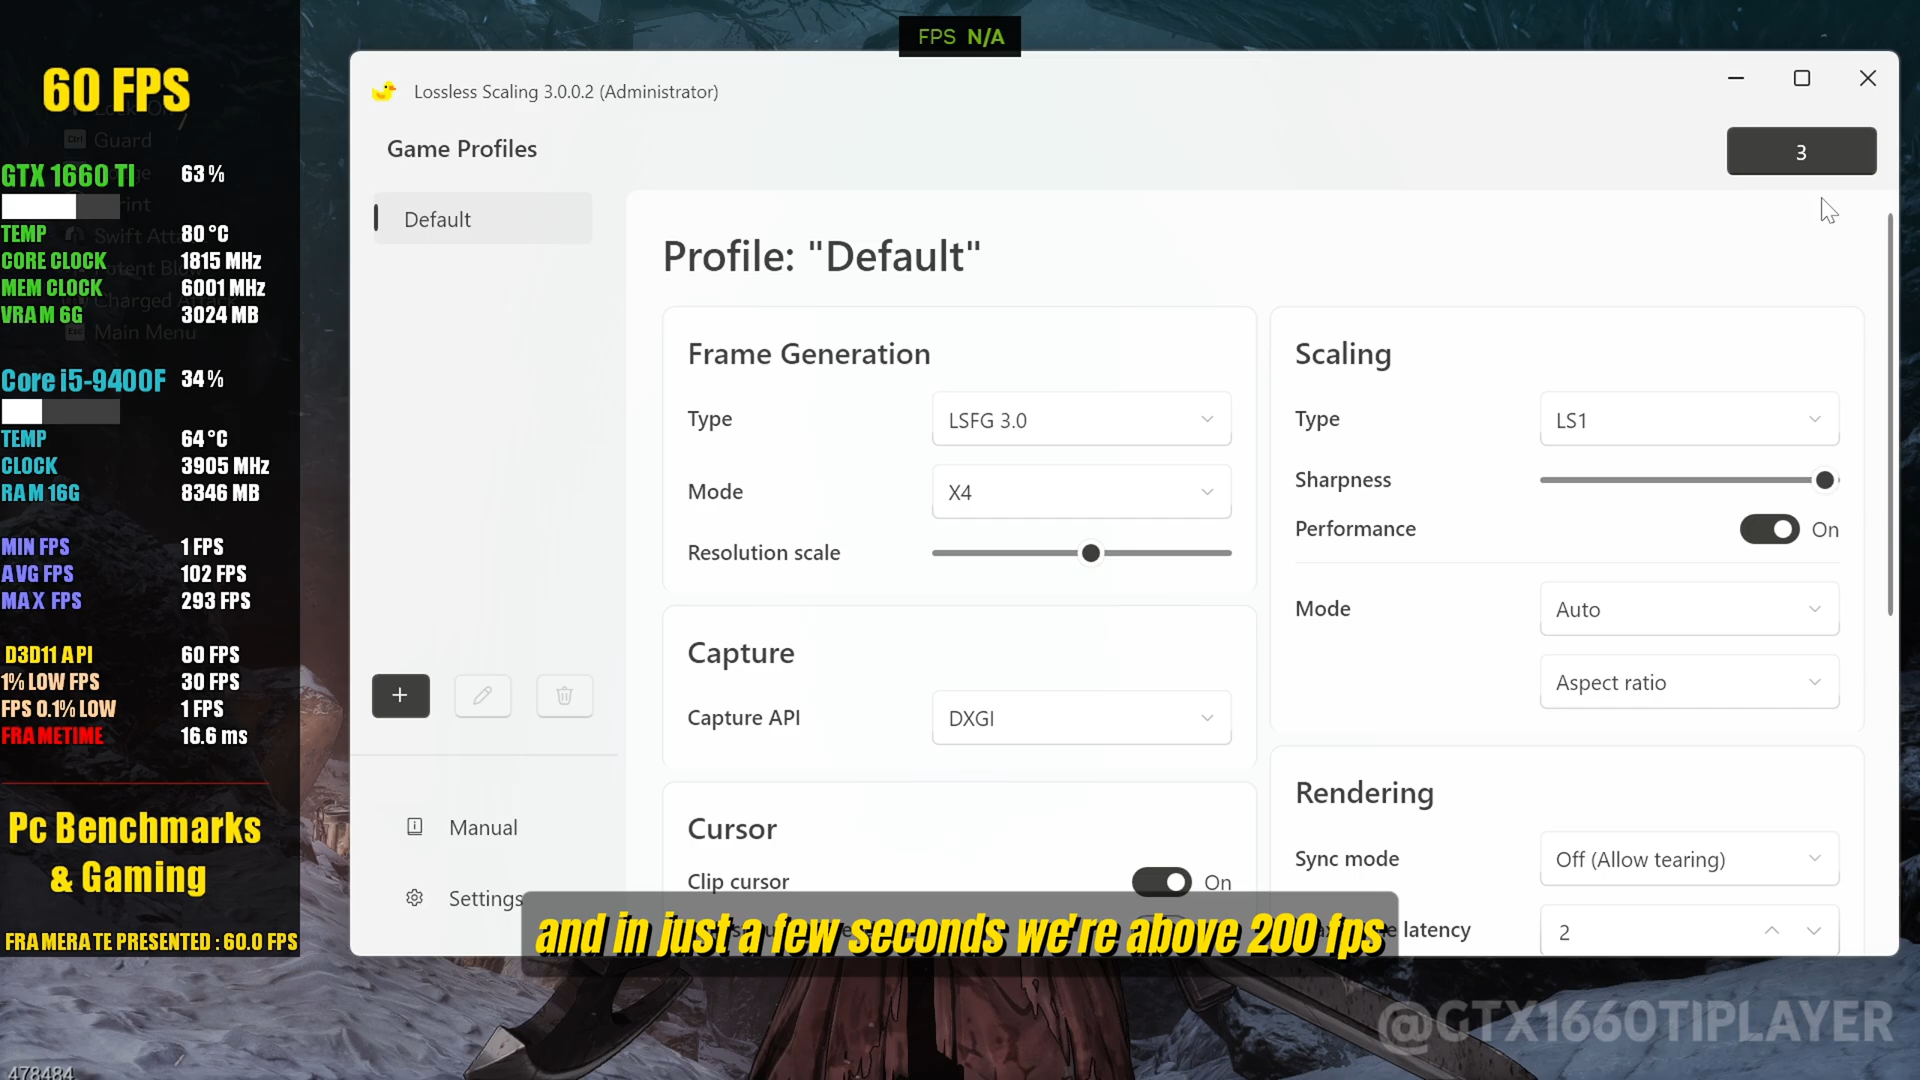 FPS N/A
60 FPS
Guard
GTX 1660 TI 63 %
TEMP 80 °C
CORE CLOCK 1815 MHz
MEM CLOCK 6001 MHz
VRAM 6G 3024 MB
Main Menu
Core i5-9400F 34 %
TEMP 64 °C
CLOCK 3905 MHz
RAM 16G 8346 MB
MIN FPS 1 FPS
AVG FPS 102 FPS
MAX FPS 293 FPS
D3D11 API 60 FPS
1% LOW FPS 30 FPS
FPS 0.1% LOW 1 FPS
FRAMETIME 16.6 ms
Pc Benchmarks
& Gaming
FRAMERATE PRESENTED : 60.0 FPS
Lossless Scaling 3.0.0.2 (Administrator)
Game Profiles
3
Default
Manual
Settings
Profile: "Default"
Frame Generation
Type LSFG 3.0
Mode X4
Resolution scale
Capture
Capture API DXGI
Cursor
Clip cursor On
Scaling
Type LS1
Sharpness
Performance On
Mode Auto
Aspect ratio
Rendering
Sync mode Off (Allow tearing)
latency 2
and in just a few seconds we're above 200 fps
@GTX1660TIPLAYER
478484